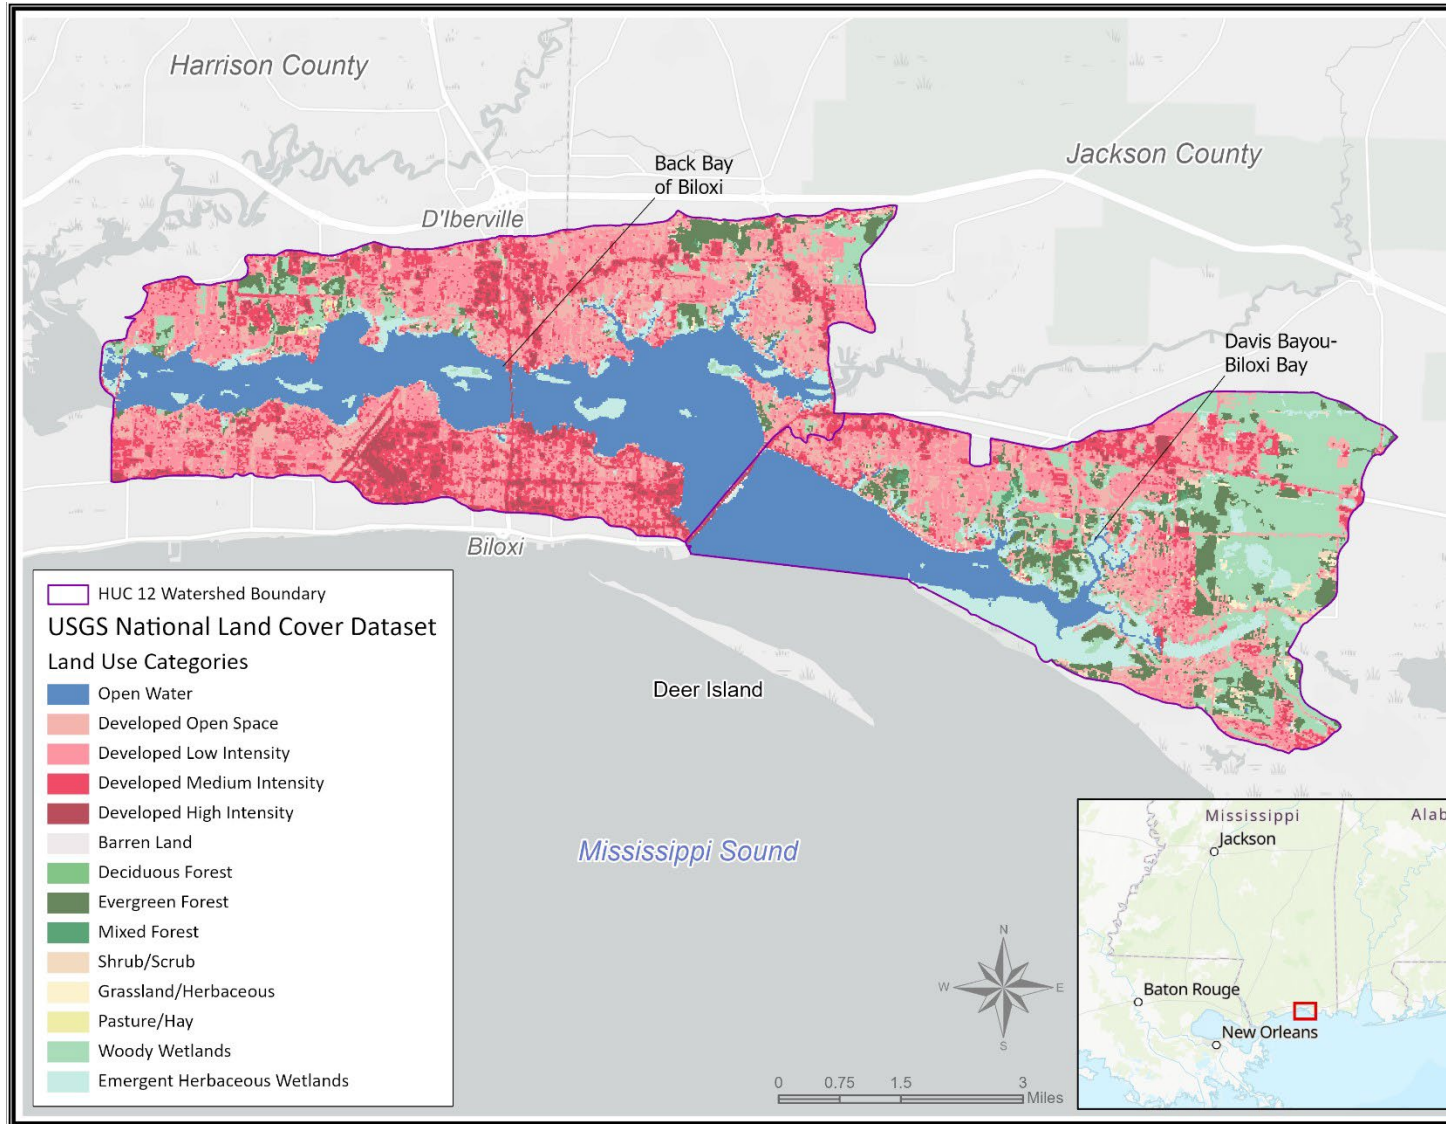 Harrison County
Jackson County
Back Bay
of Biloxi
D'Iberville
Davis Bayou-
Biloxi Bay
Biloxi
Deer Island
Mississippi Sound
HUC 12 Watershed Boundary
USGS National Land Cover Dataset
Land Use Categories
Open Water
Developed Open Space
Developed Low Intensity
Developed Medium Intensity
Developed High Intensity
Barren Land
Deciduous Forest
Evergreen Forest
Mixed Forest
Shrub/Scrub
Grassland/Herbaceous
Pasture/Hay
Woody Wetlands
Emergent Herbaceous Wetlands
N
W
E
S
0 0.75 1.5 3
Miles
Mississippi
Alab
Jackson
Baton Rouge
New Orleans